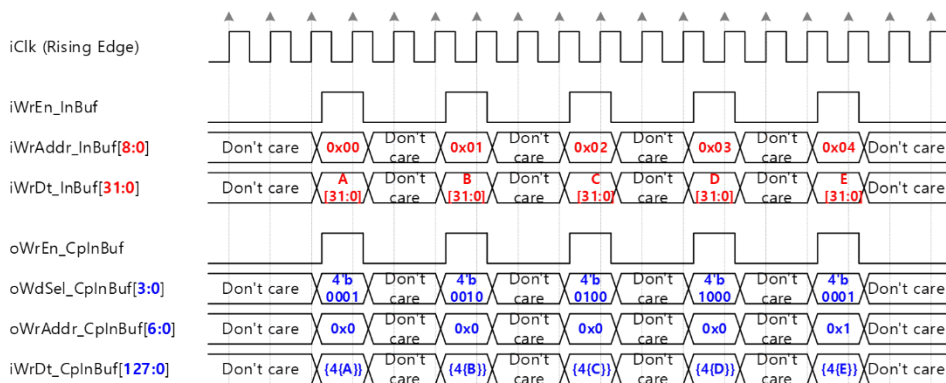 iClk (Rising Edge)
iWrEn_InBuf
iWrAddr_InBuf[8:0] Don't care 0x00 Don't care 0x01 Don't care 0x02 Don't care 0x03 Don't care 0x04 Don't care
iWrDt_InBuf[31:0] Don't care A [31:0] Don't care B [31:0] Don't care C [31:0] Don't care D [31:0] Don't care E [31:0] Don't care
oWrEn_CpInBuf
oWdSel_CpInBuf[3:0] Don't care 4'b 0001 Don't care 4'b 0010 Don't care 4'b 0100 Don't care 4'b 1000 Don't care 4'b 0001 Don't care
oWrAddr_CpInBuf[6:0] Don't care 0x0 Don't care 0x0 Don't care 0x0 Don't care 0x0 Don't care 0x1 Don't care
iWrDt_CpInBuf[127:0] Don't care {4{A}} Don't care {4{B}} Don't care {4{C}} Don't care {4{D}} Don't care {4{E}} Don't care